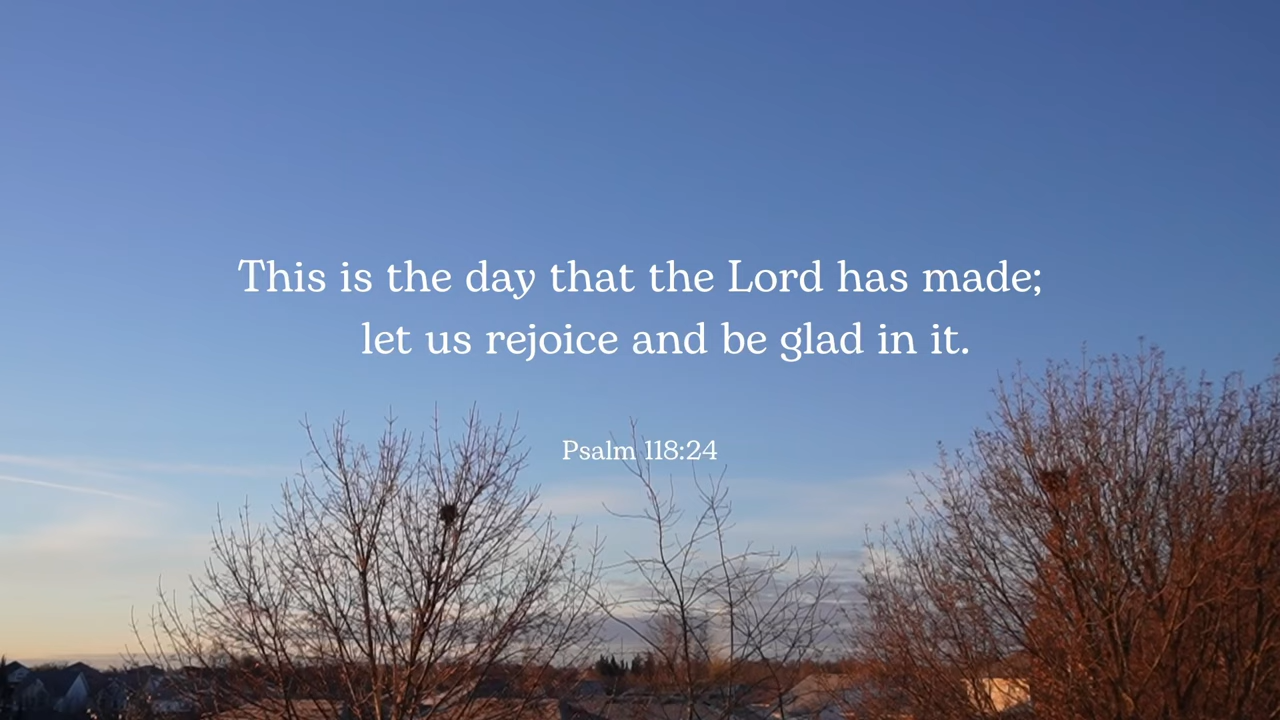 This is the day that the Lord has made;
let us rejoice and be glad in it.
Psalm 118:24